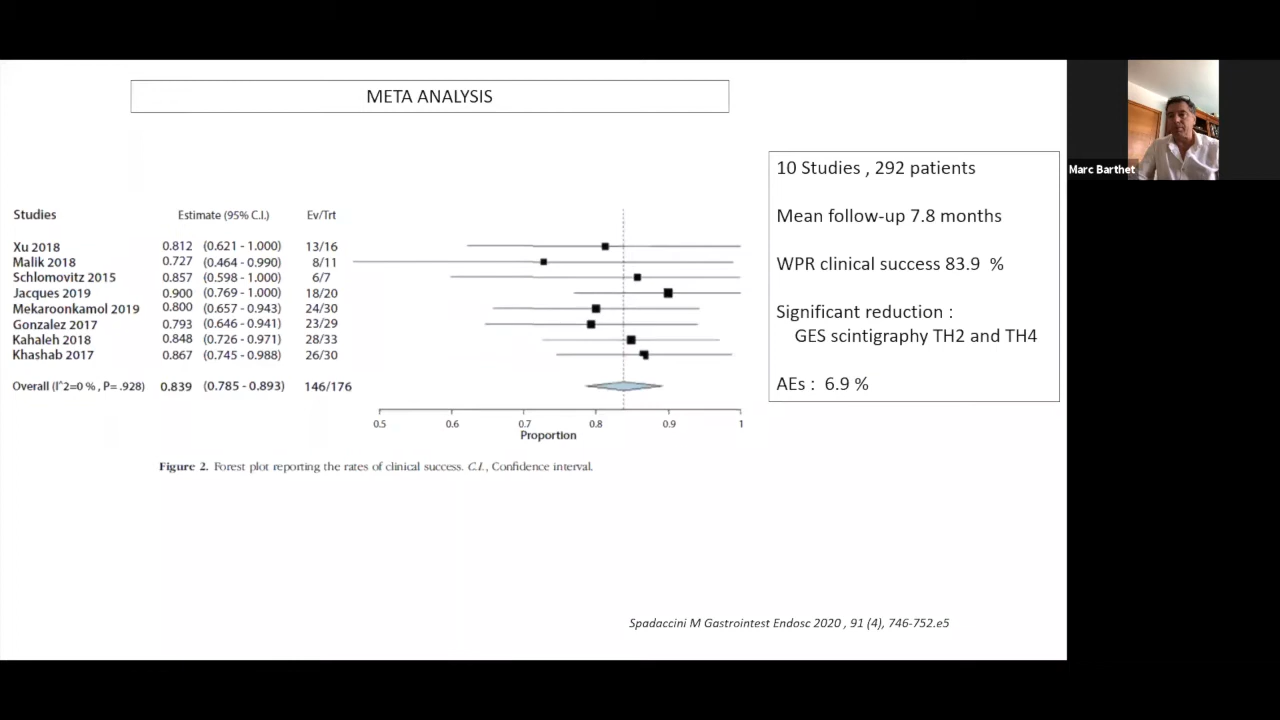 META ANALYSIS
Marc Barthet
10 Studies , 292 patients
Mean follow-up 7.8 months
WPR clinical success 83.9 %
Significant reduction :
GES scintigraphy TH2 and TH4
AEs : 6.9 %
Studies Estimate (95% C.I.) Ev/Trt
Xu 2018 0.812 (0.621 - 1.000) 13/16
Malik 2018 0.727 (0.464 - 0.990) 8/11
Schlomovitz 2015 0.857 (0.598 - 1.000) 6/7
Jacques 2019 0.900 (0.769 - 1.000) 18/20
Mekaroonkamol 2019 0.800 (0.657 - 0.943) 24/30
Gonzalez 2017 0.793 (0.646 - 0.941) 23/29
Kahaleh 2018 0.848 (0.726 - 0.971) 28/33
Khashab 2017 0.867 (0.745 - 0.988) 26/30
Overall (I^2=0 % , P= .928) 0.839 (0.785 - 0.893) 146/176
0.5 0.6 0.7 0.8 0.9 1
Proportion
Figure 2. Forest plot reporting the rates of clinical success. C.I., Confidence interval.
Spadaccini M Gastrointest Endosc 2020 , 91 (4), 746-752.e5